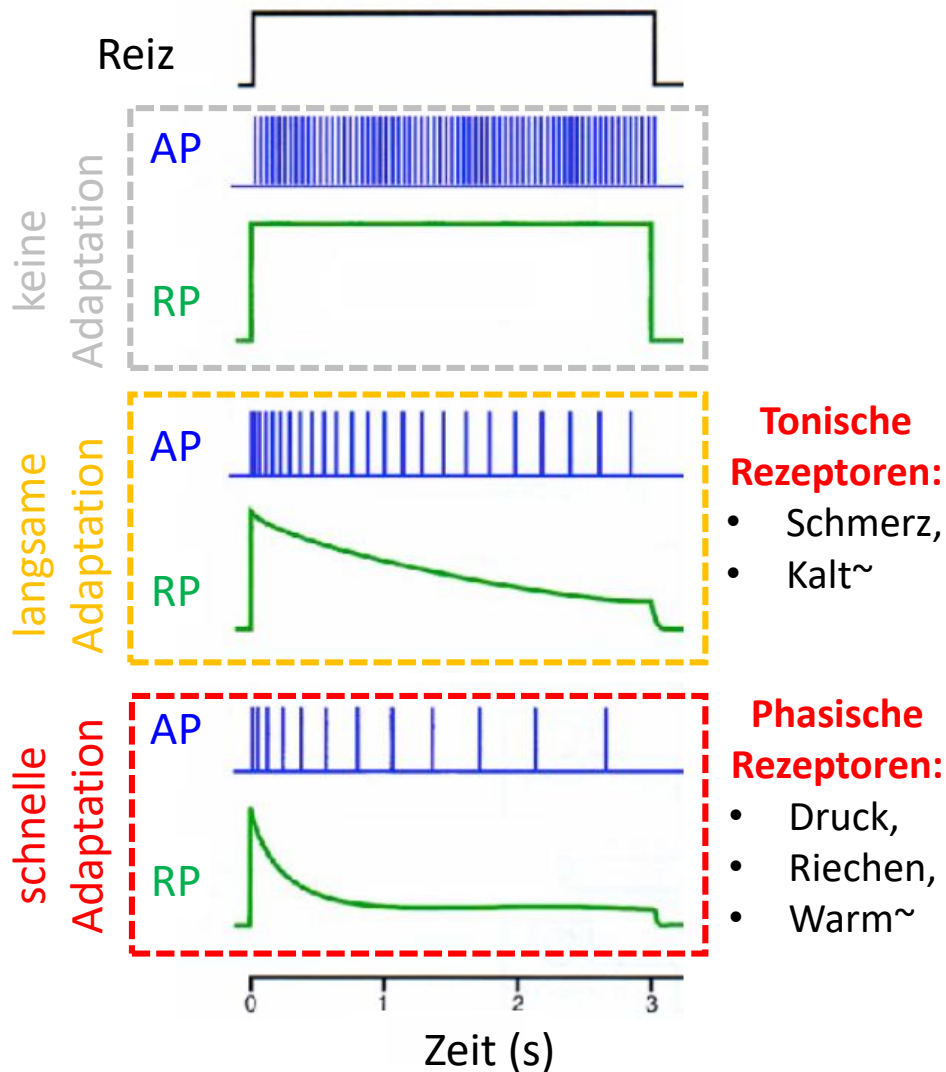 Reiz
keine
Adaptation
AP
RP
langsame
Adaptation
AP
RP
Tonische
Rezeptoren:
• Schmerz,
• Kalt~
schnelle
Adaptation
AP
RP
Phasische
Rezeptoren:
• Druck,
• Riechen,
• Warm~
0 1 2 3
Zeit (s)